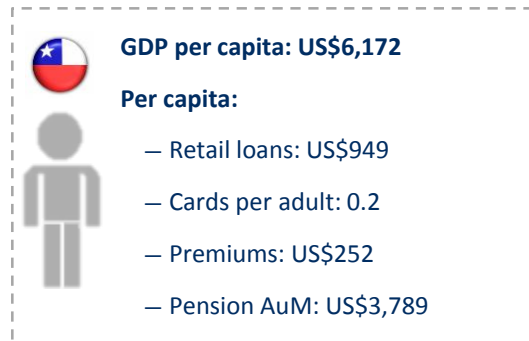 GDP per capita: US$6,172
Per capita:
— Retail loans: US$949
— Cards per adult: 0.2
— Premiums: US$252
— Pension AuM: US$3,789